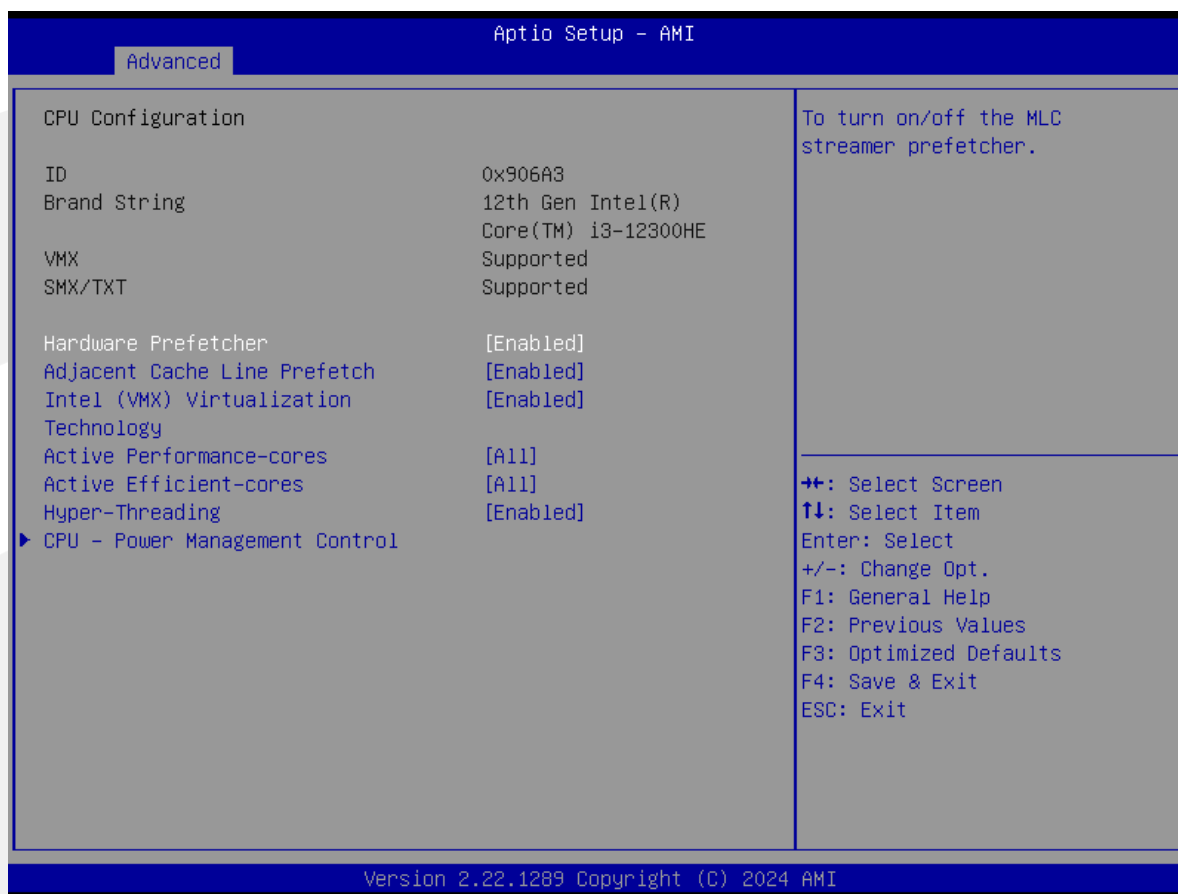 Aptio Setup – AMI
Advanced
CPU Configuration
ID 0x906A3
Brand String 12th Gen Intel(R)
Core(TM) i3-12300HE
VMX Supported
SMX/TXT Supported
Hardware Prefetcher [Enabled]
Adjacent Cache Line Prefetch [Enabled]
Intel (VMX) Virtualization [Enabled]
Technology
Active Performance-cores [All]
Active Efficient-cores [All]
Hyper-Threading [Enabled]
▶ CPU – Power Management Control
To turn on/off the MLC
streamer prefetcher.
→←: Select Screen
↑↓: Select Item
Enter: Select
+/-: Change Opt.
F1: General Help
F2: Previous Values
F3: Optimized Defaults
F4: Save & Exit
ESC: Exit
Version 2.22.1289 Copyright (C) 2024 AMI